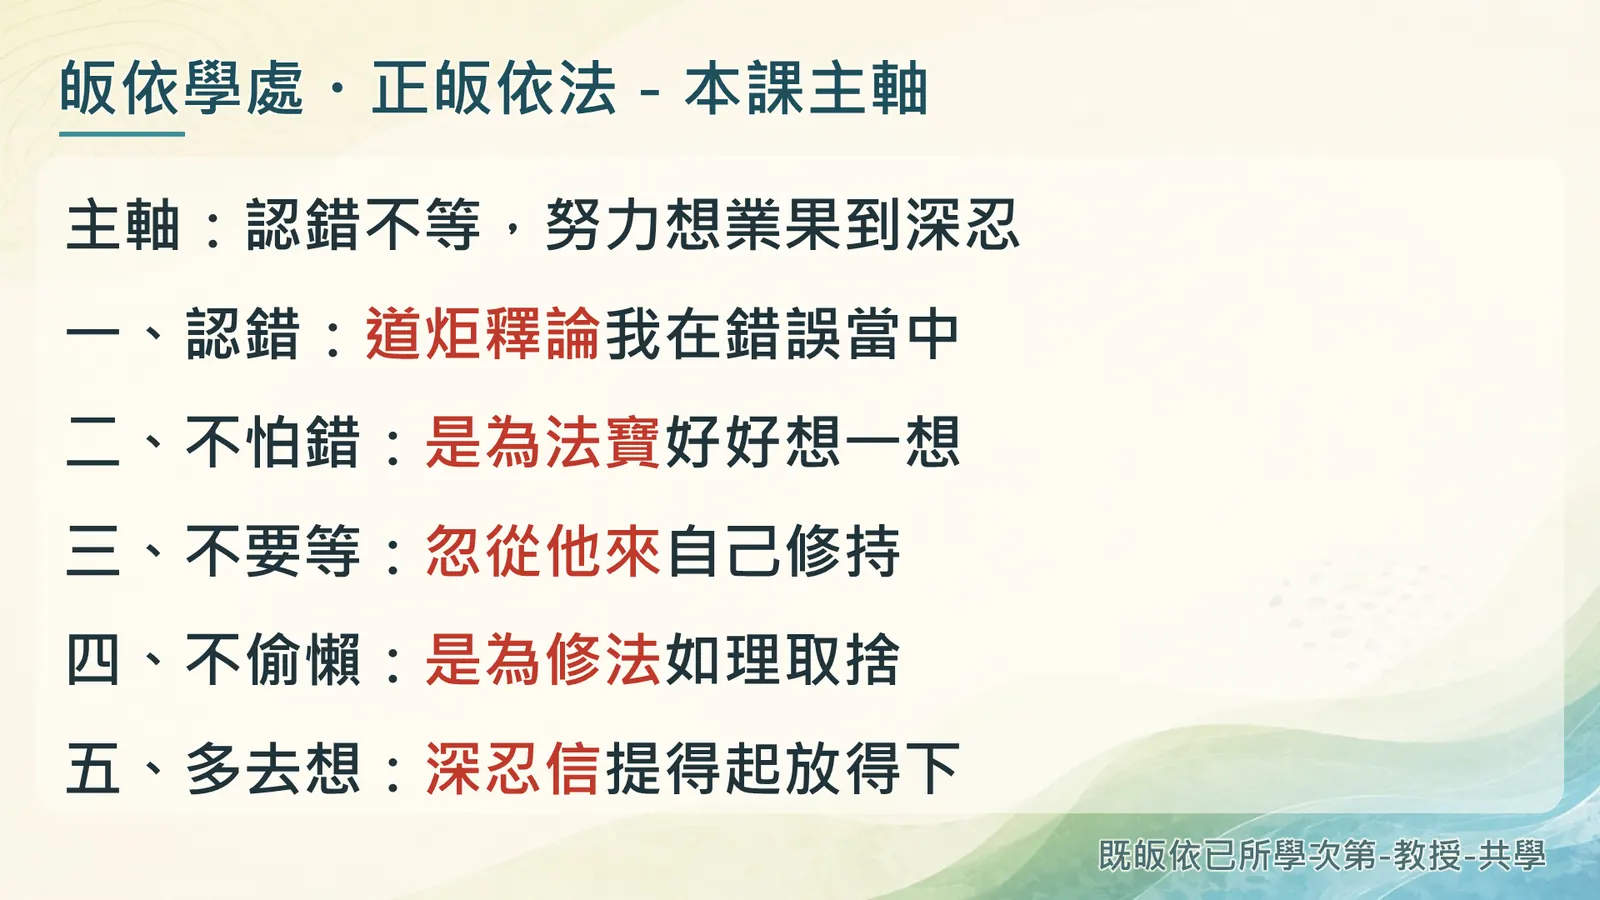 皈依學處・正皈依法 - 本課主軸
主軸：認錯不等，努力想業果到深忍
一、認錯：道炬釋論我在錯誤當中
二、不怕錯：是為法寶好好想一想
三、不要等：忽從他來自己修持
四、不偷懶：是為修法如理取捨
五、多去想：深忍信提得起放得下
既皈依已所學次第-教授-共學